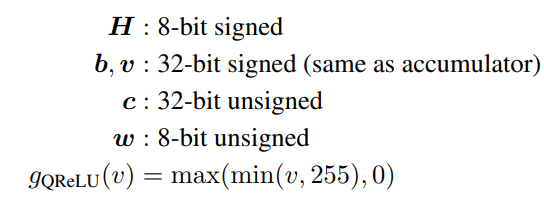 H : 8-bit signed
b, v : 32-bit signed (same as accumulator)
c : 32-bit unsigned
w : 8-bit unsigned
gQReLU(v) = max(min(v, 255), 0)